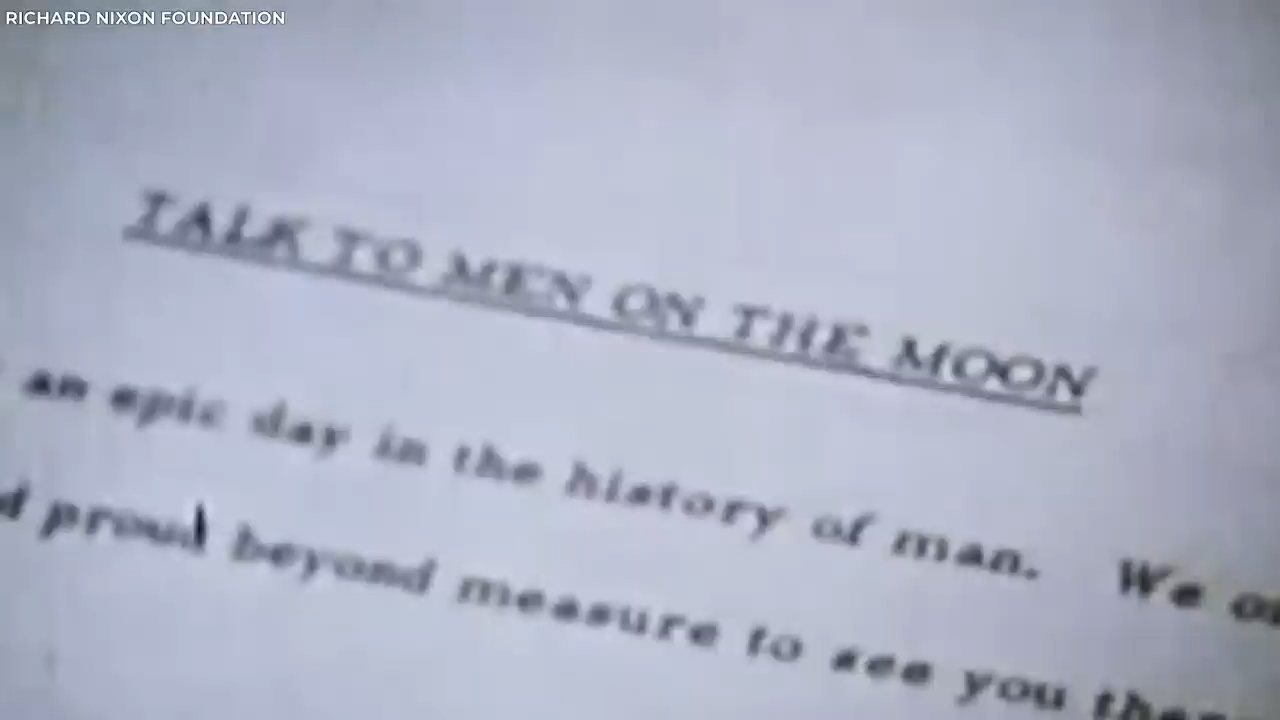 RICHARD NIXON FOUNDATION
TALK TO MEN ON THE MOON
an epic day in the history of man. We
proud beyond measure to see you